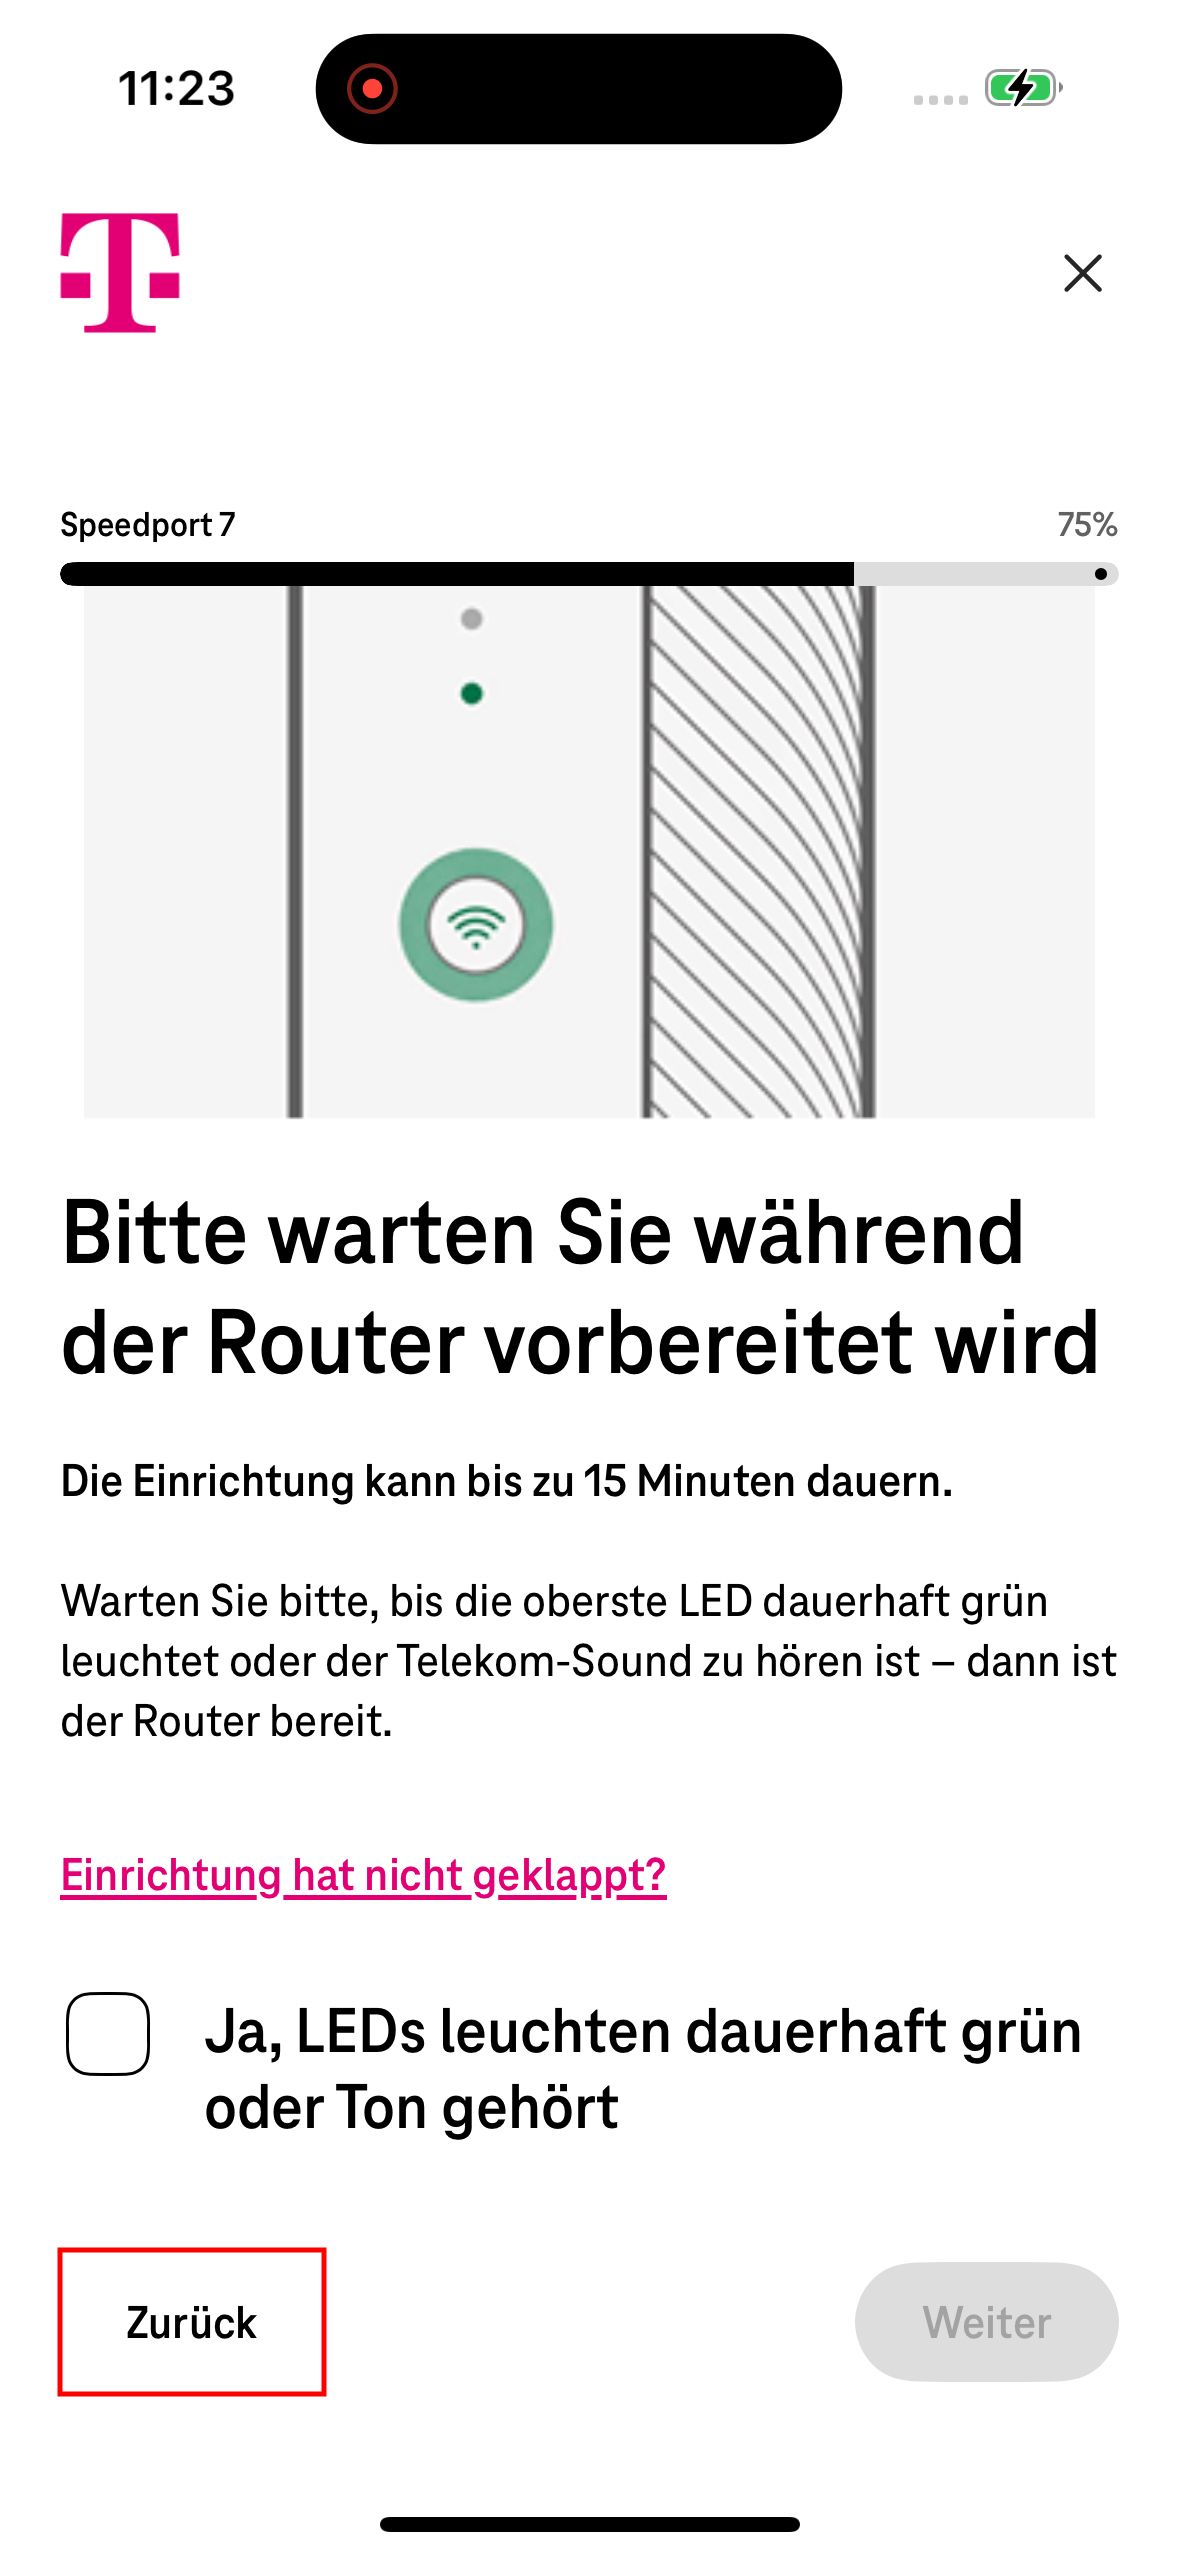 11:23
Speedport 7
75%
Bitte warten Sie während
der Router vorbereitet wird
Die Einrichtung kann bis zu 15 Minuten dauern.
Warten Sie bitte, bis die oberste LED dauerhaft grün
leuchtet oder der Telekom-Sound zu hören ist – dann ist
der Router bereit.
Einrichtung hat nicht geklappt?
Ja, LEDs leuchten dauerhaft grün
oder Ton gehört
Zurück
Weiter